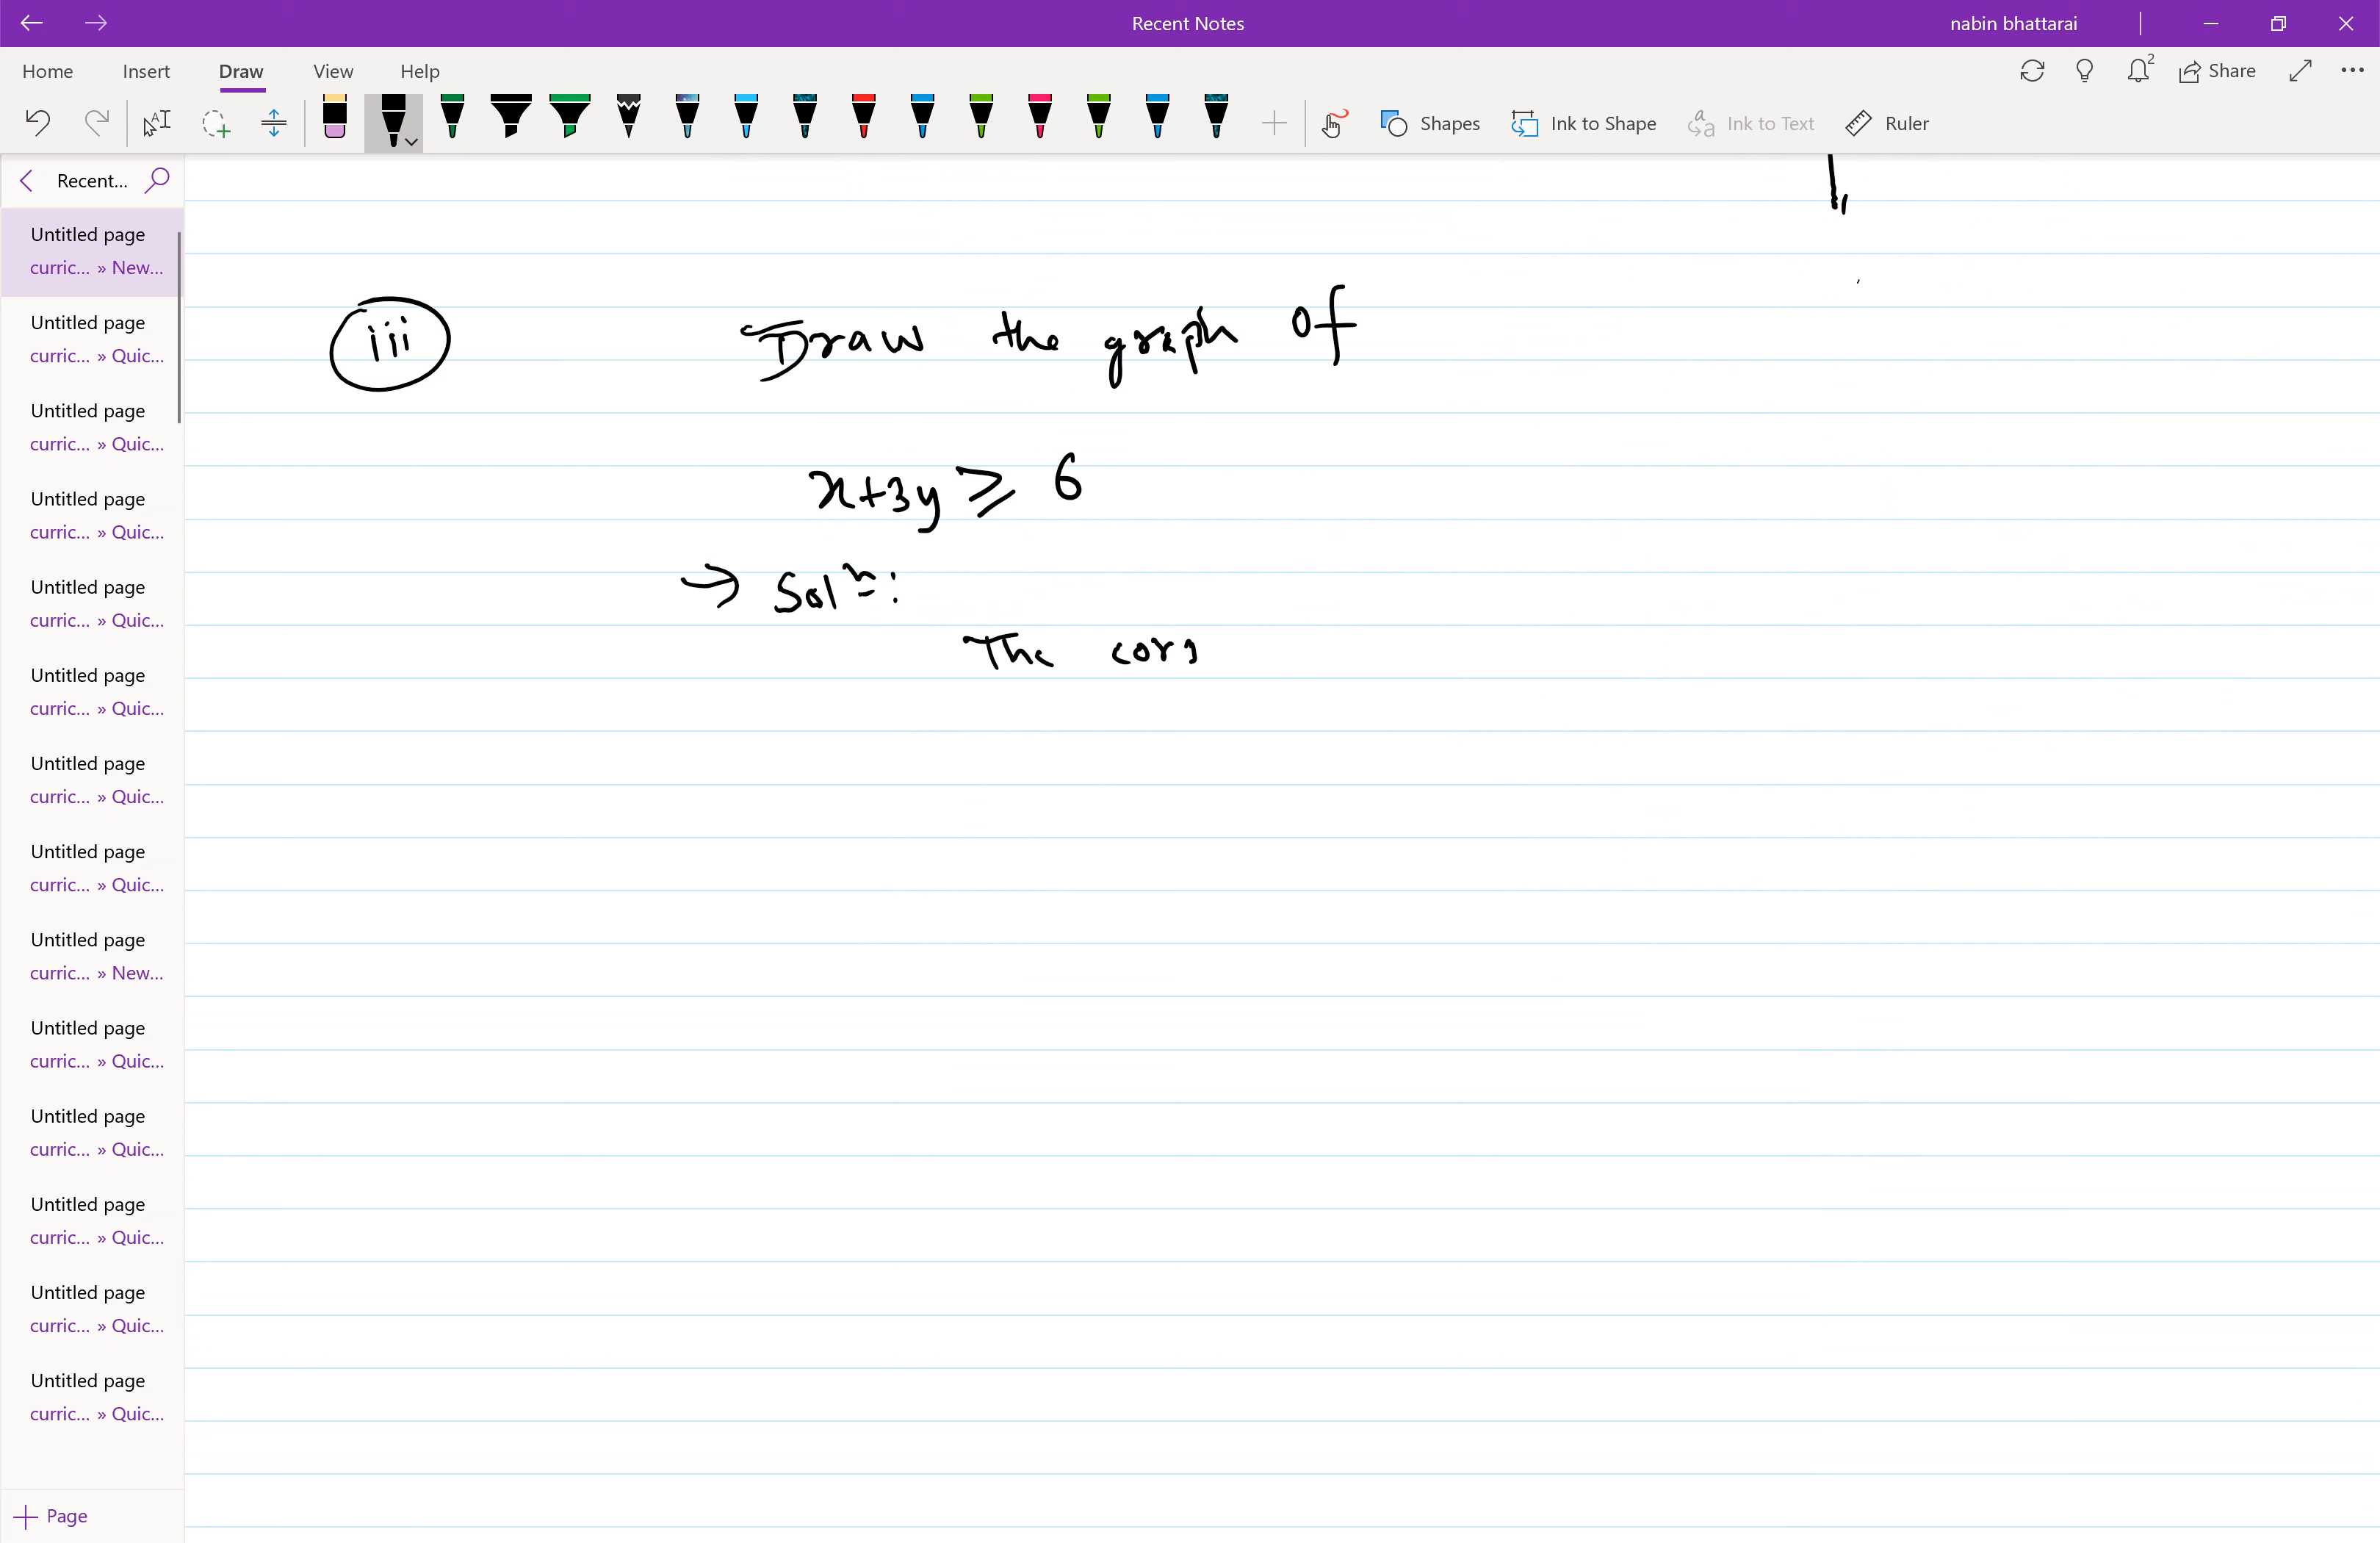 Recent Notes
nabin bhattarai
Home Insert Draw View Help
2 Share
Shapes Ink to Shape Ink to Text Ruler
Recent...
Untitled page
curric... » New...
Untitled page
curric... » Quic...
Untitled page
curric... » Quic...
Untitled page
curric... » Quic...
Untitled page
curric... » Quic...
Untitled page
curric... » Quic...
Untitled page
curric... » Quic...
Untitled page
curric... » Quic...
Untitled page
curric... » New...
Untitled page
curric... » Quic...
Untitled page
curric... » Quic...
Untitled page
curric... » Quic...
Untitled page
curric... » Quic...
Untitled page
curric... » Quic...
+ Page
iii Draw the graph of
x+3y ⩾ 6
→ Solⁿ:
The